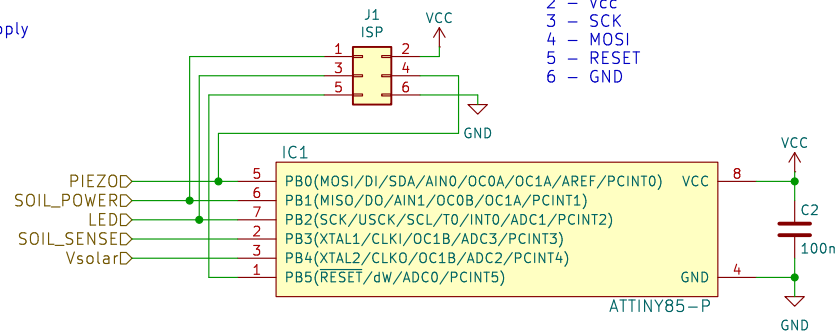 2 - Vcc
pply
3 - SCK
4 - MOSI
5 - RESET
6 - GND
J1
ISP
VCC
1 2
3 4
5 6
GND
IC1
VCC
PIEZO 5 PB0(MOSI/DI/SDA/AIN0/OC0A/OC1A/AREF/PCINT0) VCC 8
SOIL_POWER 6 PB1(MISO/DO/AIN1/OC0B/OC1A/PCINT1)
LED 7 PB2(SCK/USCK/SCL/T0/INT0/ADC1/PCINT2)
C2
SOIL_SENSE 2 PB3(XTAL1/CLKI/OC1B/ADC3/PCINT3)
100n
Vsolar 3 PB4(XTAL2/CLKO/OC1B/ADC2/PCINT4)
1 PB5(RESET/dW/ADC0/PCINT5) GND 4
ATTINY85-P
GND